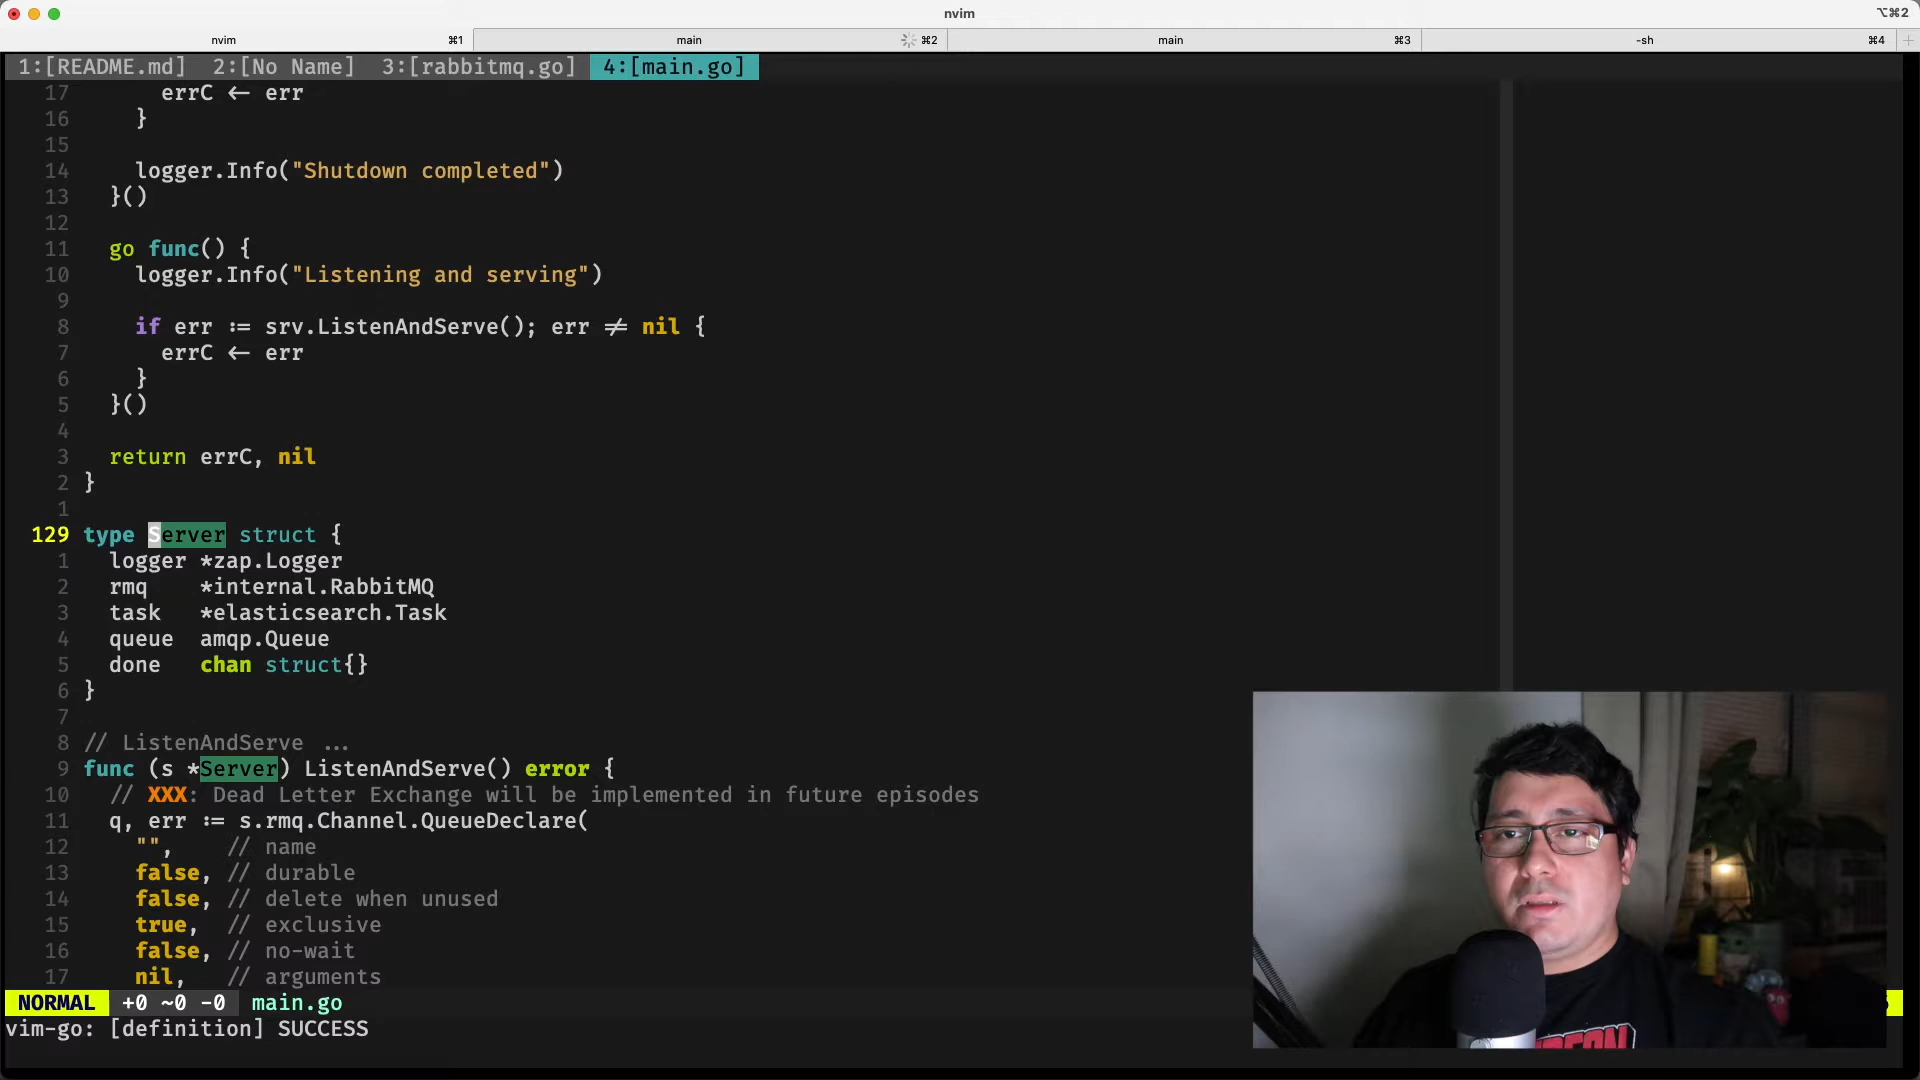 nvim
⌥⌘2
nvim ⌘1 main ⌘2 main ⌘3 -sh ⌘4 +
1:[README.md] 2:[No Name] 3:[rabbitmq.go] 4:[main.go]
17 errC <- err
16 }
15
14 logger.Info("Shutdown completed")
13 }()
12
11 go func() {
10 logger.Info("Listening and serving")
9
8 if err := srv.ListenAndServe(); err != nil {
7 errC <- err
6 }
5 }()
4
3 return errC, nil
2 }
1
129 type Server struct {
1 logger *zap.Logger
2 rmq *internal.RabbitMQ
3 task *elasticsearch.Task
4 queue amqp.Queue
5 done chan struct{}
6 }
7
8 // ListenAndServe ...
9 func (s *Server) ListenAndServe() error {
10 // XXX: Dead Letter Exchange will be implemented in future episodes
11 q, err := s.rmq.Channel.QueueDeclare(
12 "", // name
13 false, // durable
14 false, // delete when unused
15 true, // exclusive
16 false, // no-wait
17 nil, // arguments
NORMAL +0 ~0 -0 main.go
vim-go: [definition] SUCCESS